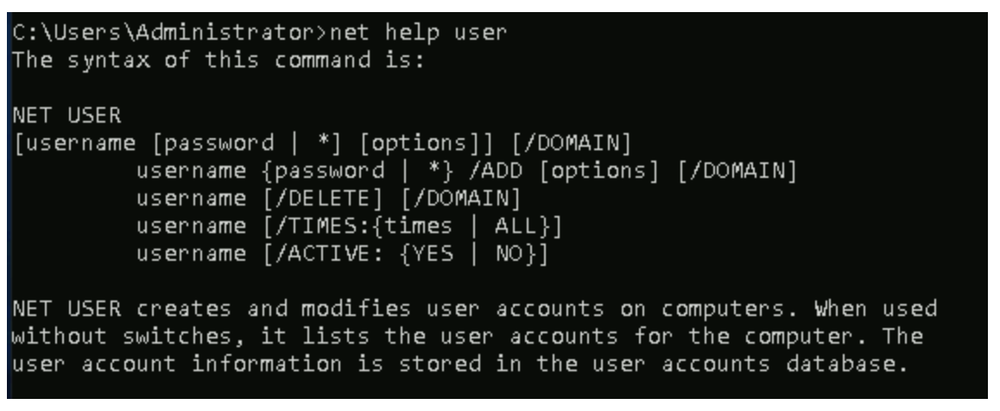 C:\Users\Administrator>net help user
The syntax of this command is:
NET USER
[username [password | *] [options]] [/DOMAIN]
username {password | *} /ADD [options] [/DOMAIN]
username [/DELETE] [/DOMAIN]
username [/TIMES:{times | ALL}]
username [/ACTIVE: {YES | NO}]
NET USER creates and modifies user accounts on computers. When used
without switches, it lists the user accounts for the computer. The
user account information is stored in the user accounts database.